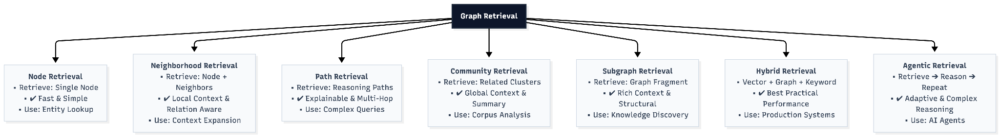 Graph Retrieval
Node Retrieval
▪ Retrieve: Single Node
▪ ✔ Fast & Simple
▪ Use: Entity Lookup
Neighborhood Retrieval
▪ Retrieve: Node +
Neighbors
▪ ✔ Local Context &
Relation Aware
▪ Use: Context Expansion
Path Retrieval
▪ Retrieve: Reasoning Paths
▪ ✔ Explainable & Multi-Hop
▪ Use: Complex Queries
Community Retrieval
▪ Retrieve: Related Clusters
▪ ✔ Global Context &
Summary
▪ Use: Corpus Analysis
Subgraph Retrieval
▪ Retrieve: Graph Fragment
▪ ✔ Rich Context &
Structural
▪ Use: Knowledge Discovery
Hybrid Retrieval
▪ Vector + Graph + Keyword
▪ ✔ Best Practical
Performance
▪ Use: Production Systems
Agentic Retrieval
▪ Retrieve ➔ Reason ➔
Repeat
▪ ✔ Adaptive & Complex
Reasoning
▪ Use: AI Agents